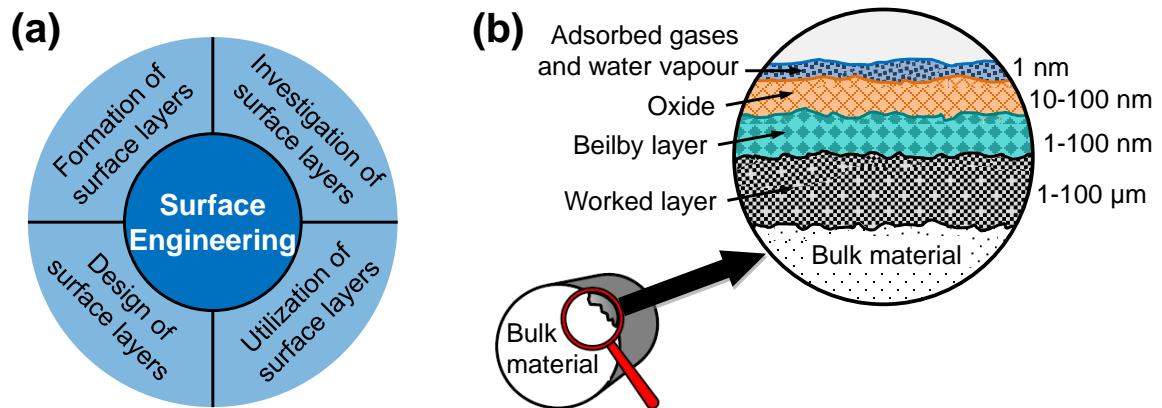 (a)
Formation of
surface layers
Investigation of
surface layers
Surface
Engineering
Design of
surface layers
Utilization of
surface layers
(b)
Adsorbed gases
and water vapour
Oxide
Beilby layer
Worked layer
1 nm
10-100 nm
1-100 nm
1-100 µm
Bulk material
Bulk
material